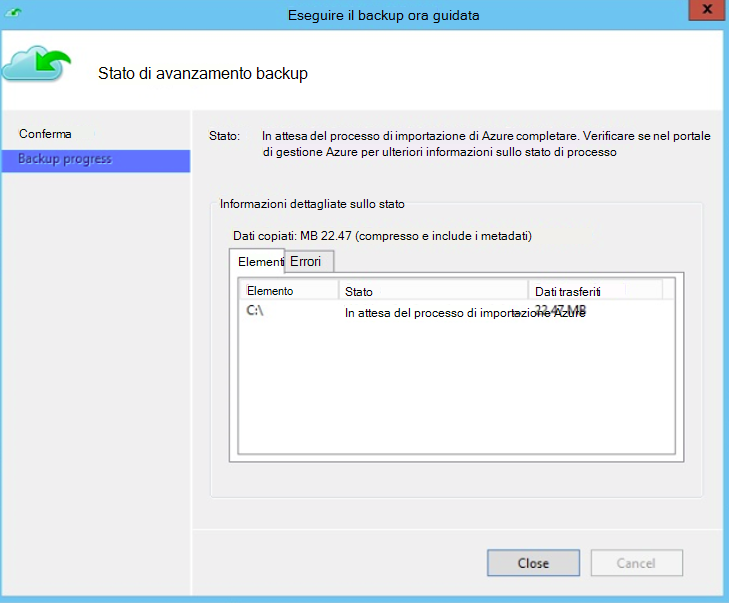 Eseguire il backup ora guidata
x
Stato di avanzamento backup
Conferma
Backup progress
Stato:
In attesa del processo di importazione di Azure completare. Verificare se nel portale
di gestione Azure per ulteriori informazioni sullo stato di processo
Informazioni dettagliate sullo stato
Dati copiati: MB 22.47 (compresso e include i metadati)
Elementi Errori
Elemento Stato Dati trasferiti
C:\ In attesa del processo di importazione Azure 22.47 MB
Close Cancel